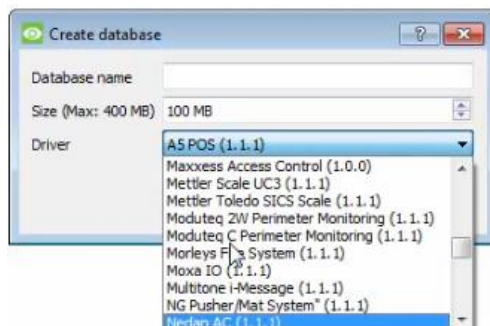 Create database
Database name
Size (Max: 400 MB) 100 MB
Driver A5 POS (1.1.1)
Maxxess Access Control (1.0.0)
Mettler Scale UC3 (1.1.1)
Mettler Toledo SICS Scale (1.1.1)
Moduteq 2W Perimeter Monitoring (1.1.1)
Moduteq C Perimeter Monitoring (1.1.1)
Morleys System (1.1.1)
Moxa IO (1.1.1)
Multitone i-Message (1.1.1)
NG Pusher/Mat System" (1.1.1)
Nedap AC (1.1.1)